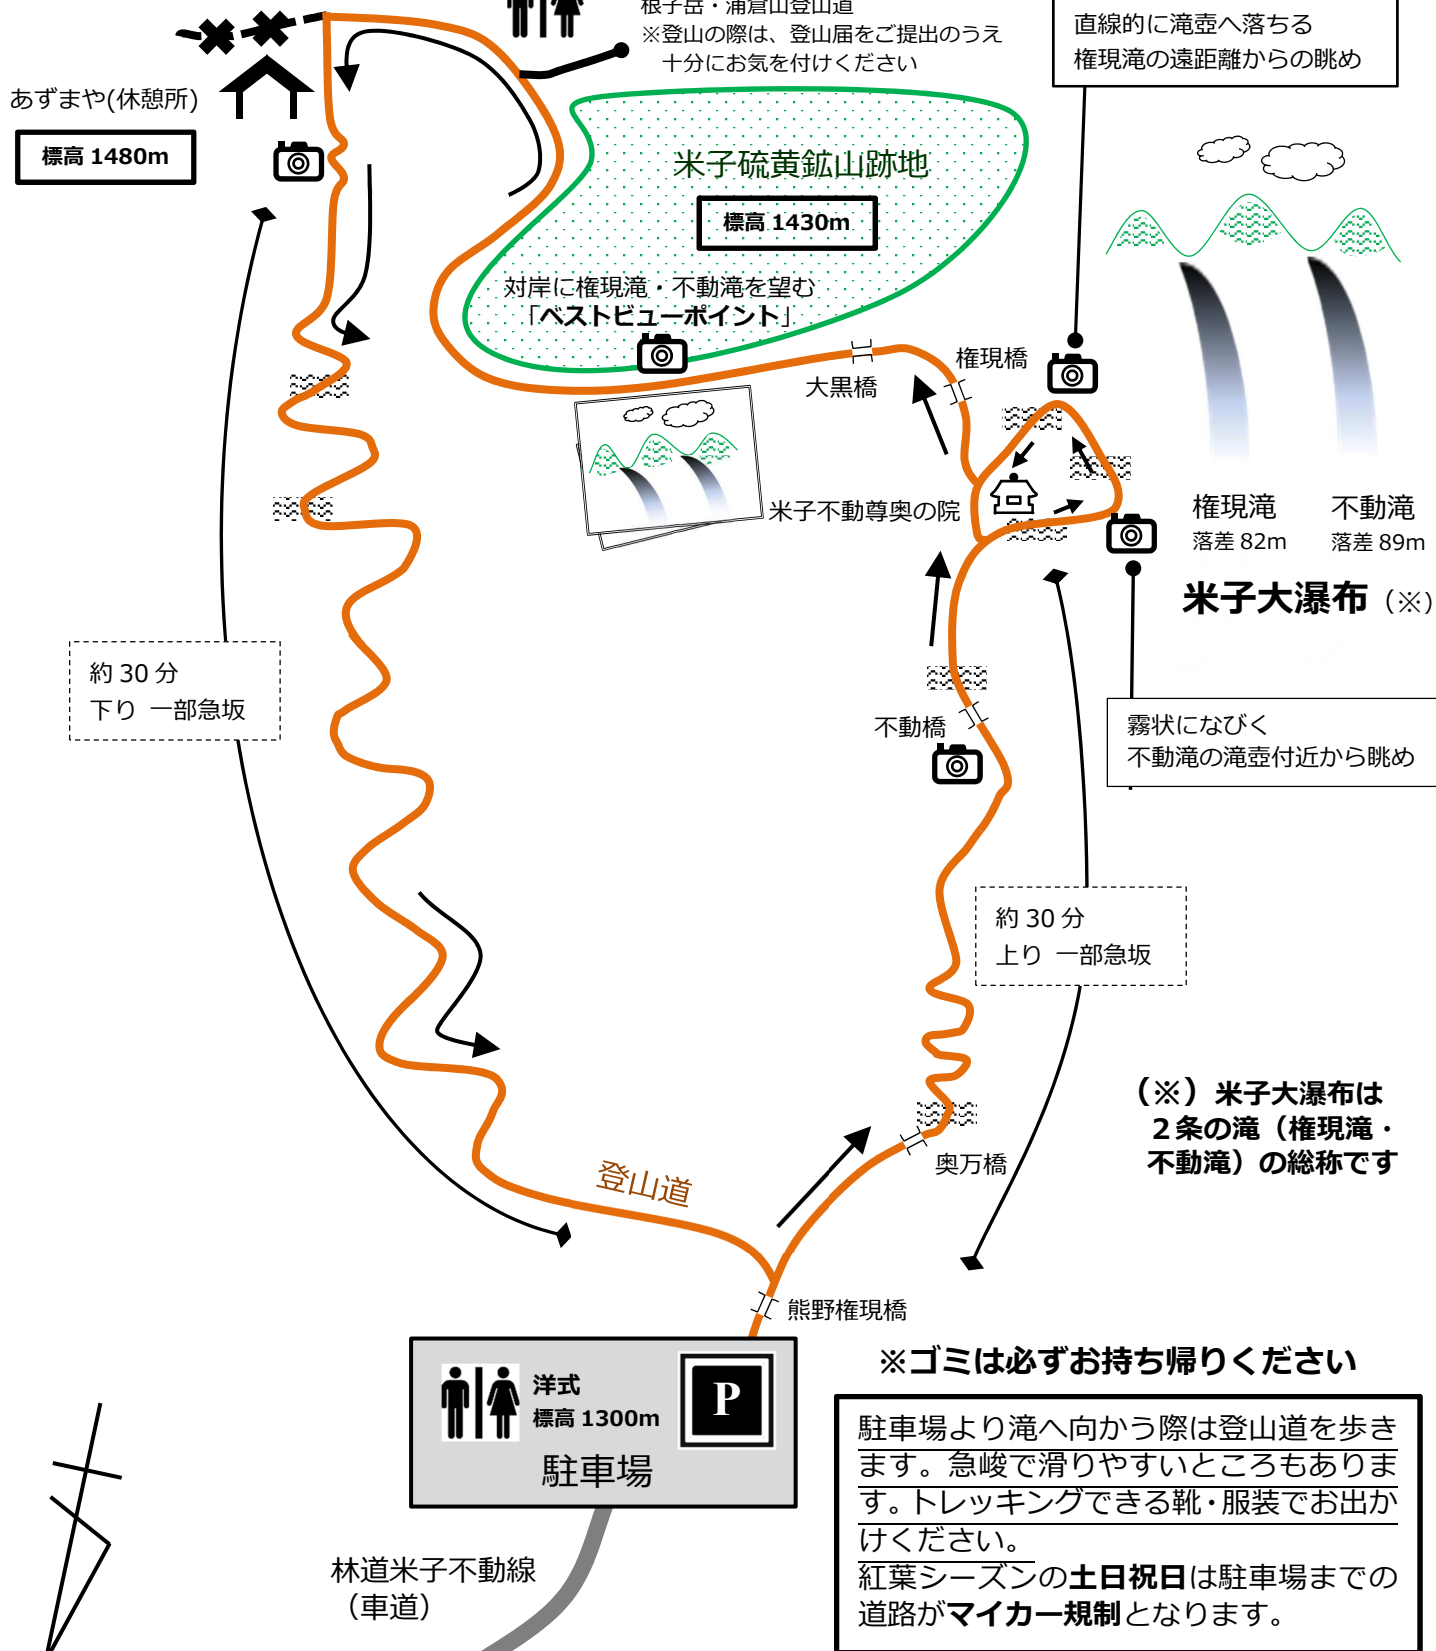 根子岳・浦倉山登山道
※登山の際は、登山届をご提出のうえ
十分にお気を付けください
直線的に滝壺へ落ちる
権現滝の遠距離からの眺め
あずまや(休憩所)
標高 1480m
米子硫黄鉱山跡地
標高 1430m
対岸に権現滝・不動滝を望む
「ベストビューポイント」
権現橋
大黒橋
米子不動尊奥の院
権現滝
落差 82m
不動滝
落差 89m
米子大瀑布（※）
約 30 分
下り 一部急坂
不動橋
霧状になびく
不動滝の滝壺付近から眺め
約 30 分
上り 一部急坂
（※）米子大瀑布は
２条の滝（権現滝・
不動滝）の総称です
奥万橋
登山道
熊野権現橋
洋式
標高 1300m
P
駐車場
※ゴミは必ずお持ち帰りください
駐車場より滝へ向かう際は登山道を歩き
ます。急峻で滑りやすいところもありま
す。トレッキングできる靴・服装でお出か
けください。
紅葉シーズンの土日祝日は駐車場までの
道路がマイカー規制となります。
林道米子不動線
（車道）